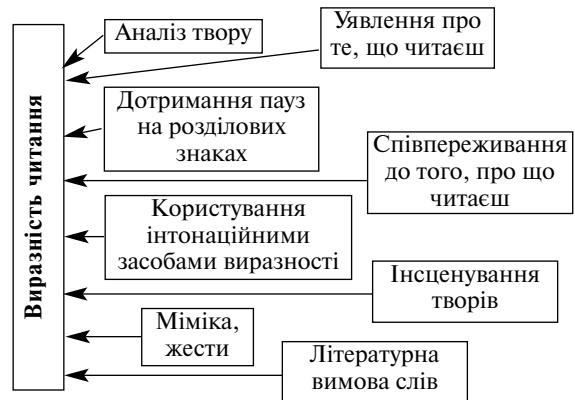 Виразність читання
Аналіз твору
Уявлення про
те, що читаєш
Дотримання пауз
на розділових
знаках
Співпереживання
до того, про що
читаєш
Користування
інтонаційними
засобами виразності
Інсценування
творів
Міміка,
жести
Літературна
вимова слів